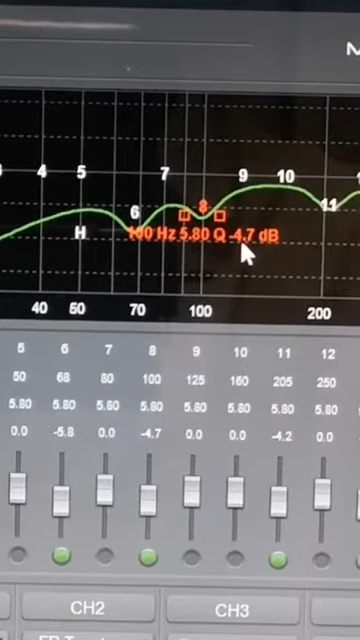 M
4 5 7 9 10
6 8 11
H
100 Hz 5.80 Q -4.7 dB
40 50 70 100 200
5 6 7 8 9 10 11 12
50 68 80 100 125 160 205 250
5.80 5.80 5.80 5.80 5.80 5.80 5.80 5.80
0.0 -5.8 0.0 -4.7 0.0 0.0 -4.2 0.0
CH2 CH3